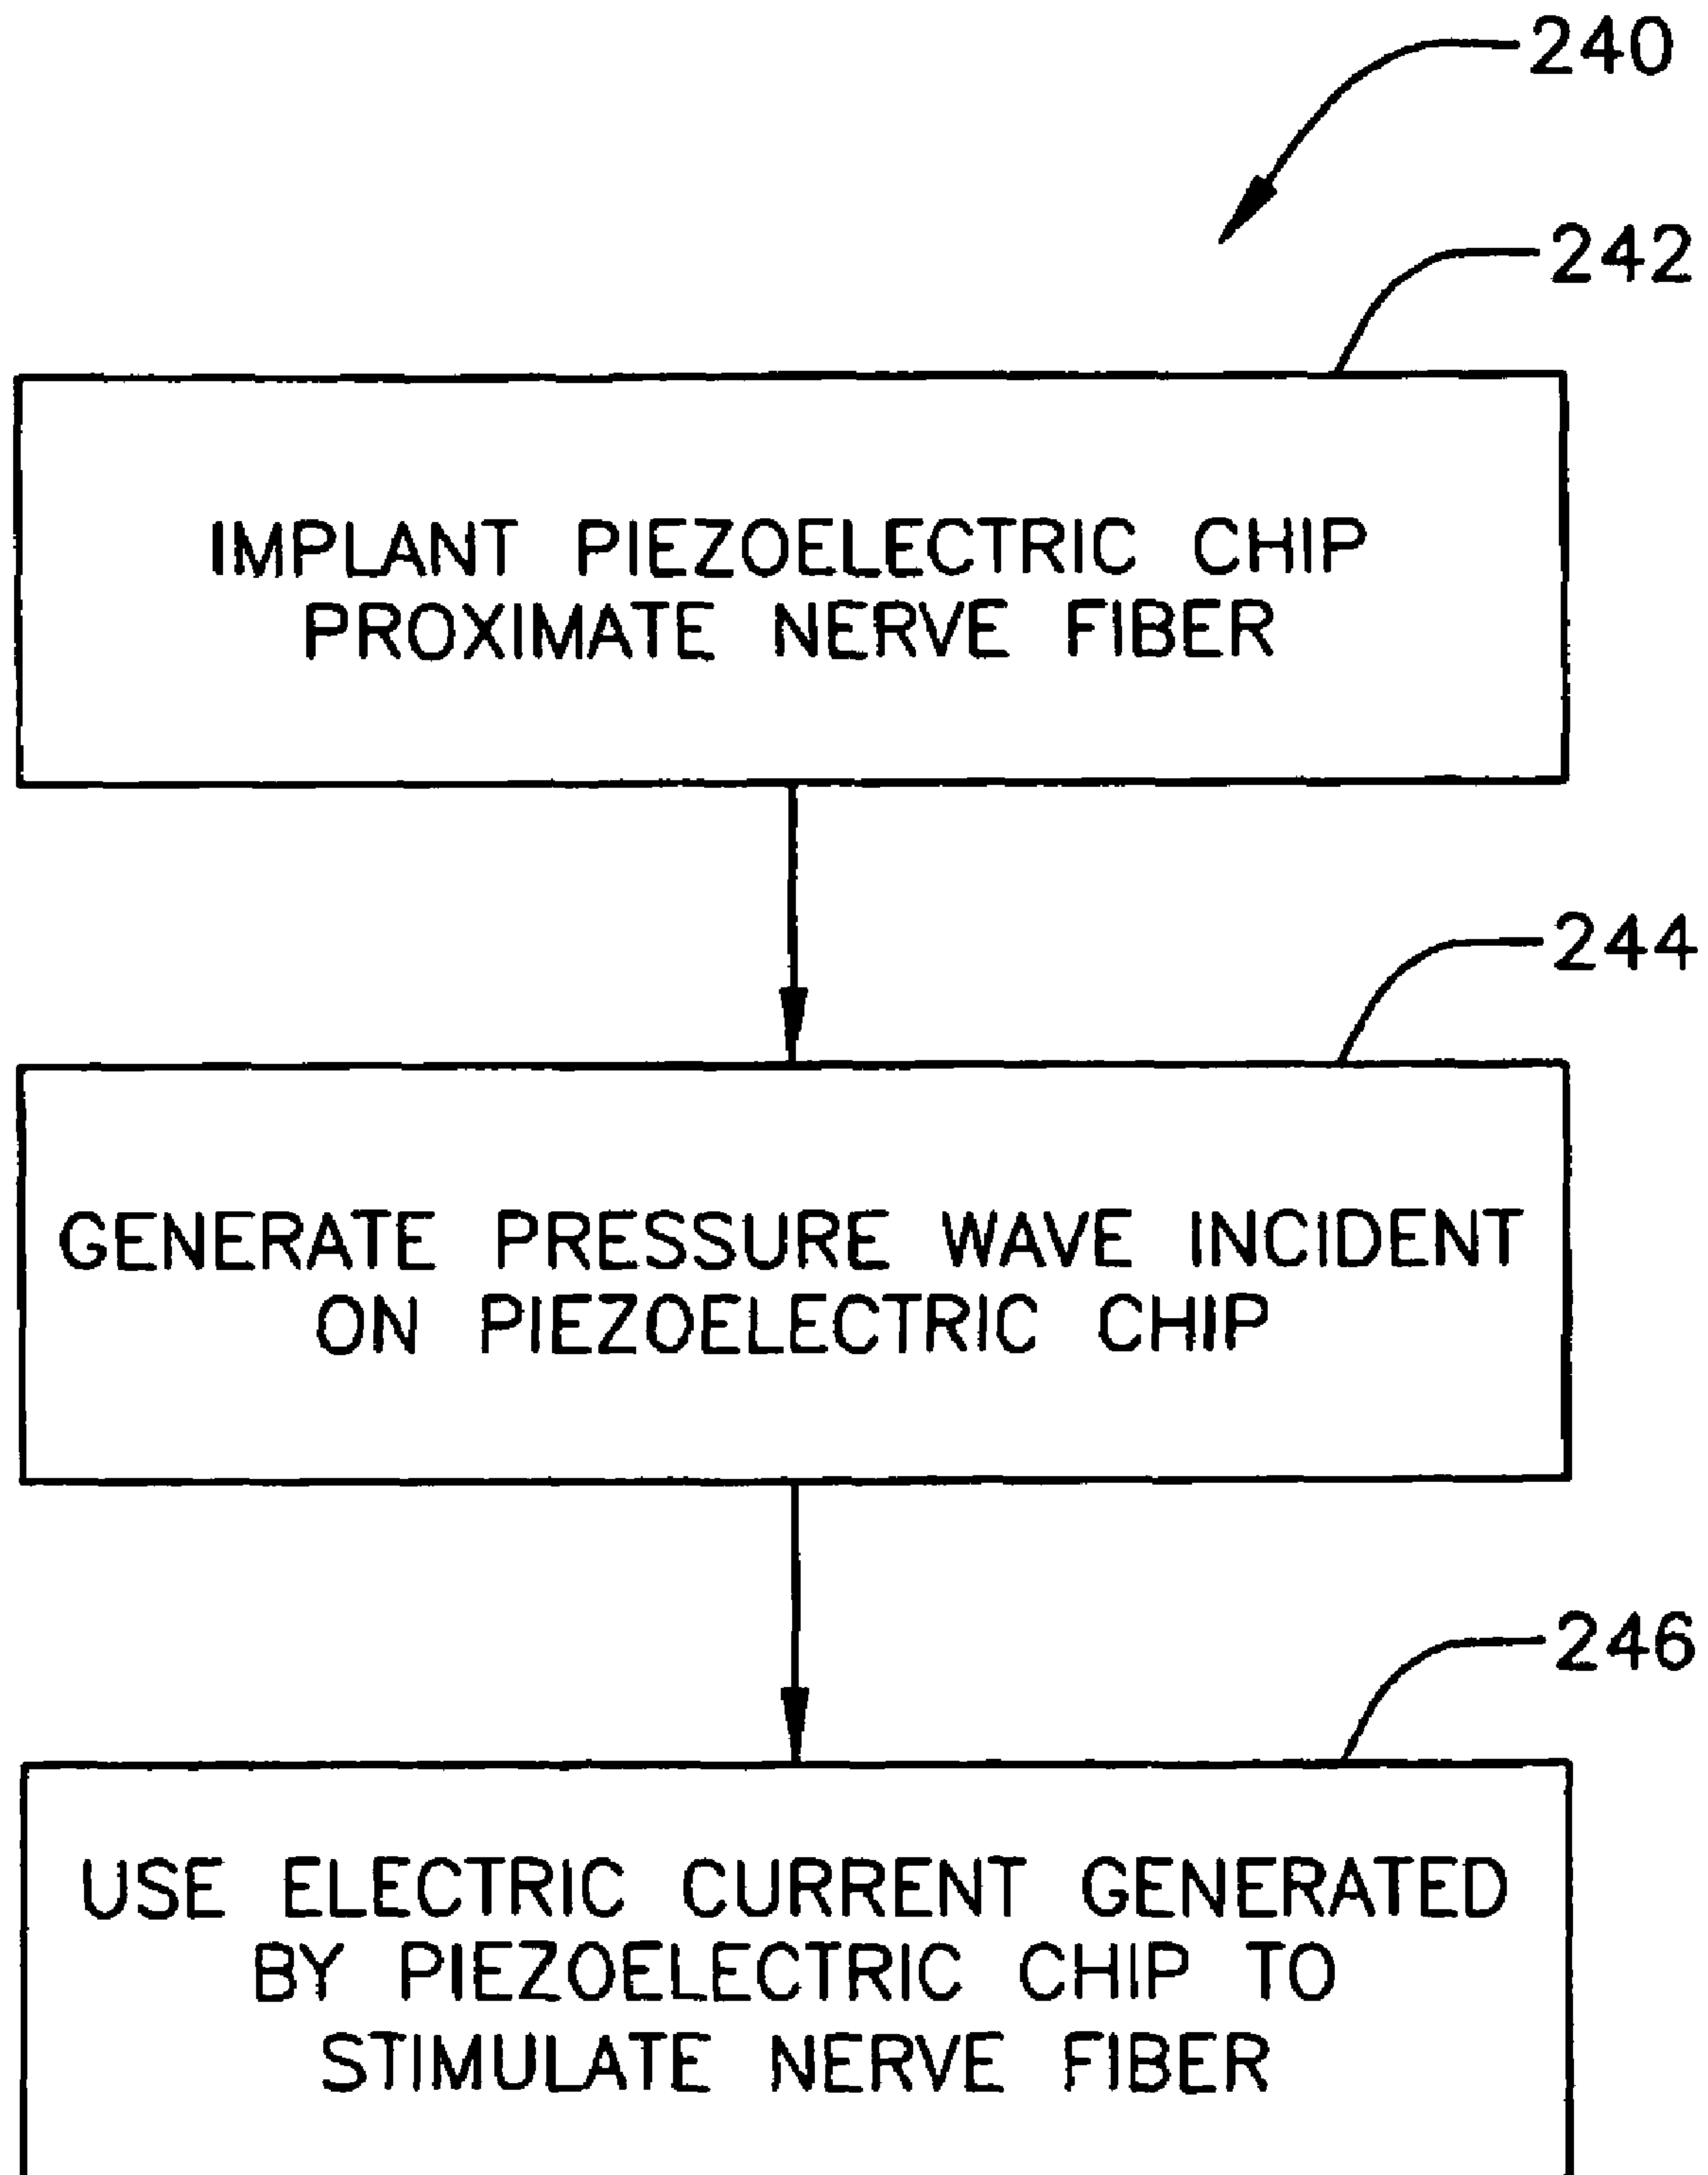 240
242
IMPLANT PIEZOELECTRIC CHIP
PROXIMATE NERVE FIBER
244
GENERATE PRESSURE WAVE INCIDENT
ON PIEZOELECTRIC CHIP
246
USE ELECTRIC CURRENT GENERATED
BY PIEZOELECTRIC CHIP TO
STIMULATE NERVE FIBER